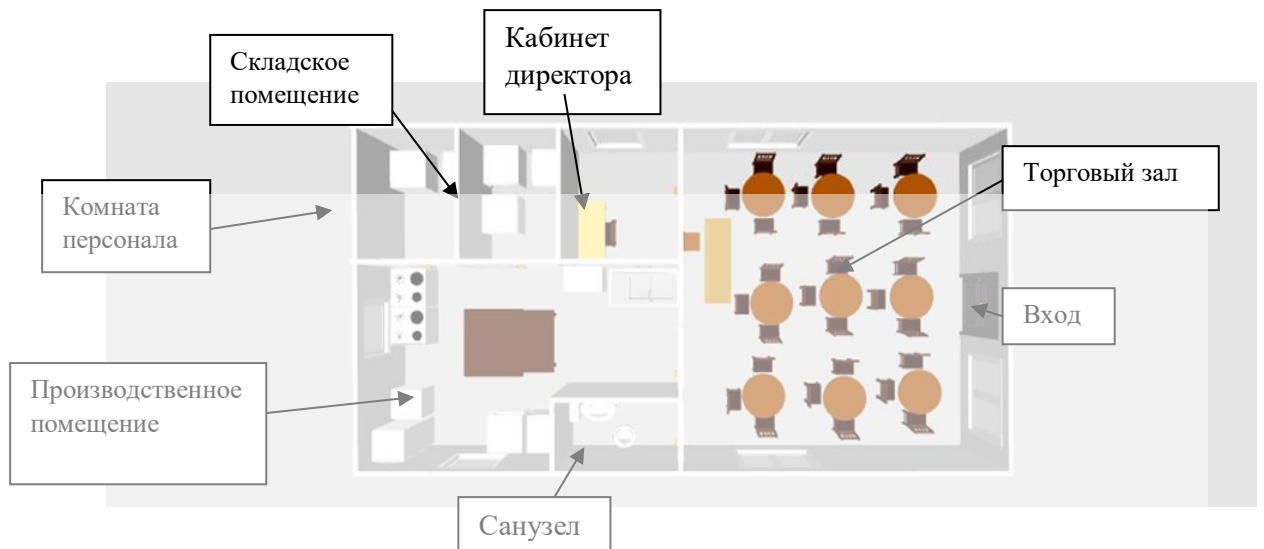 Кабинет
директора
Складское
помещение
Торговый зал
Комната
персонала
Вход
Производственное
помещение
Санузел